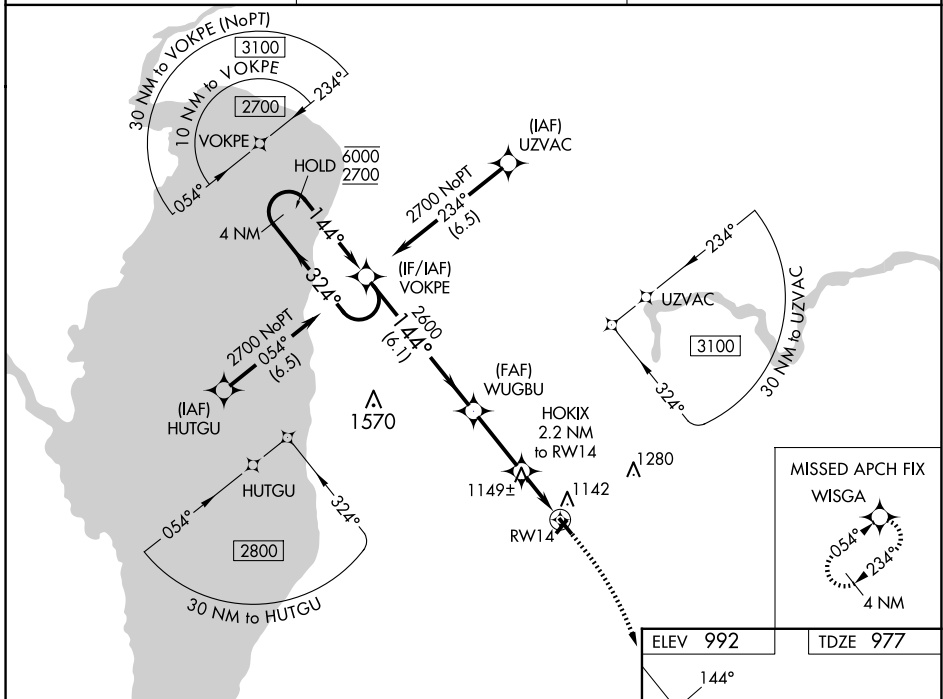 30 NM to VOKPE (NoPT)
3100
10 NM to VOKPE
2700
234°
VOKPE
054°
HOLD
6000
2700
4 NM
144°
324°
(IAF)
UZVAC
2700 NoPT
234°
(6.5)
(IF/IAF)
VOKPE
234°
UZVAC
3100
324°
30 NM to UZVAC
2700 NoPT
054°
(6.5)
(IAF)
HUTGU
2600
144°
(6.1)
(FAF)
WUGBU
1570
HOKIX
2.2 NM
to RW14
1280
1149±
1142
RW14
HUTGU
054°
324°
2800
30 NM to HUTGU
MISSED APCH FIX
WISGA
054°
234°
4 NM
ELEV 992
TDZE 977
144°